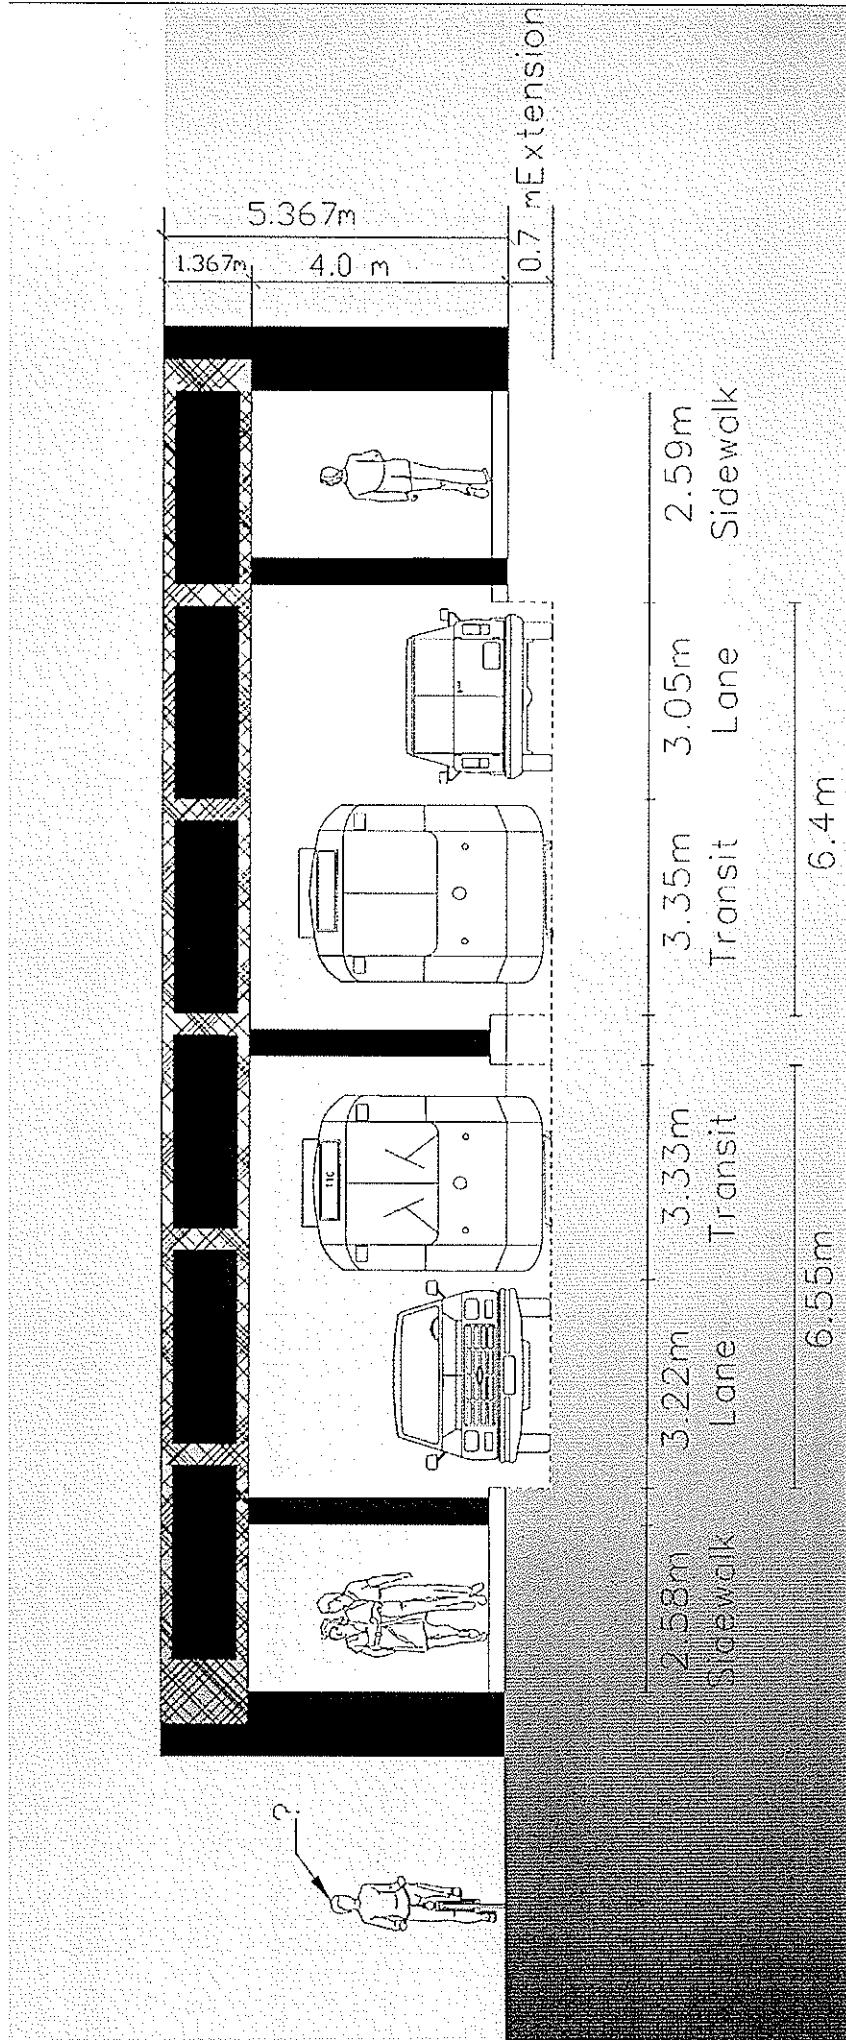 5.367m
1.367m
4.0 m
0.7 mExtension
?
2.58m 3.22m 3.33m 3.35m 3.05m 2.59m
Sidewalk Lane Transit Transit Lane Sidewalk
6.55m 6.4m